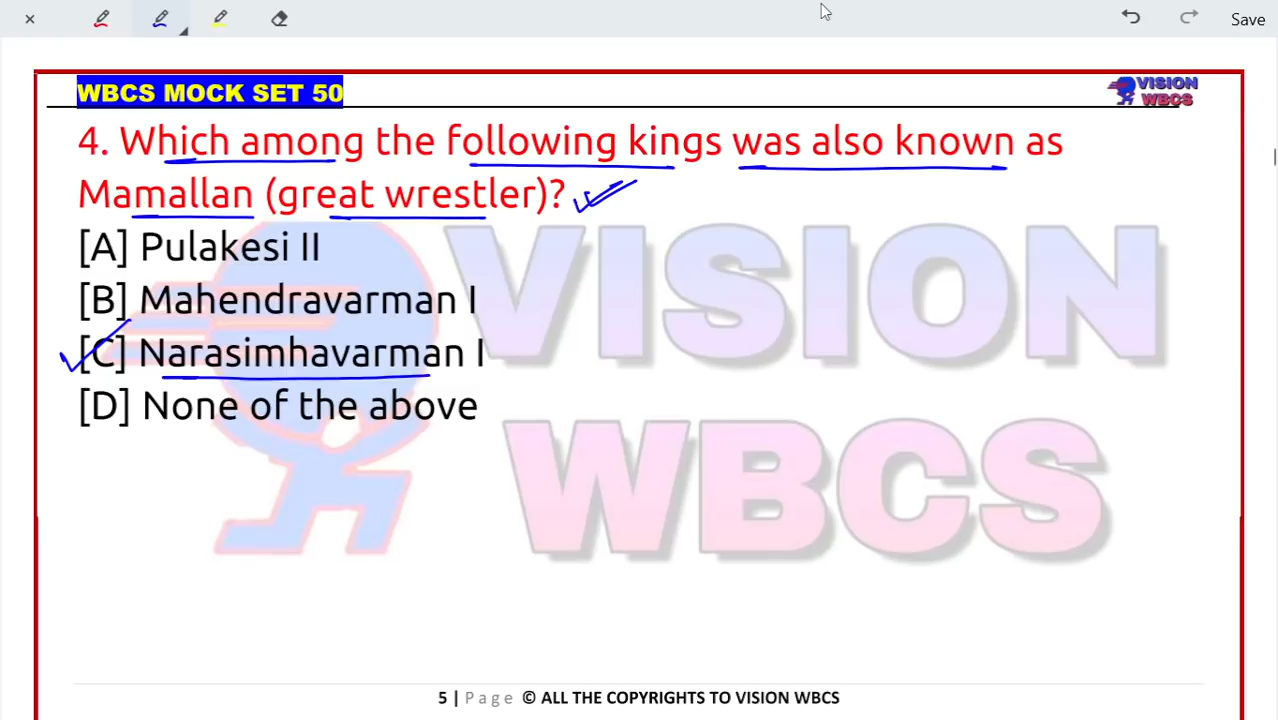 Save
WBCS MOCK SET 50
VISION
WBCS
4. Which among the following kings was also known as
Mamallan (great wrestler)?
[A] Pulakesi II
[B] Mahendravarman I
[C] Narasimhavarman I
[D] None of the above
VISION
WBCS
5 | Page © ALL THE COPYRIGHTS TO VISION WBCS